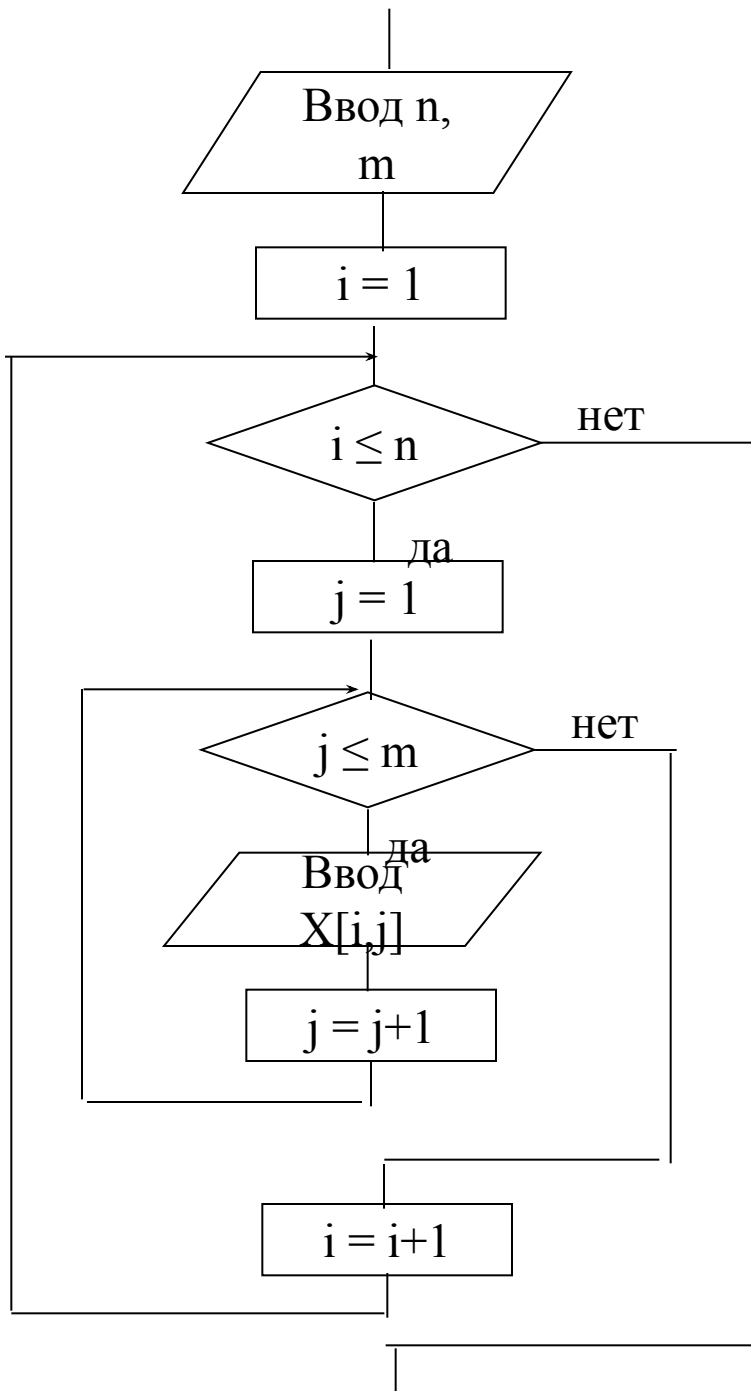 Ввод n,
m
i = 1
i ≤ n
нет
да
j = 1
j ≤ m
нет
да
Ввод
X[i,j]
j = j+1
i = i+1